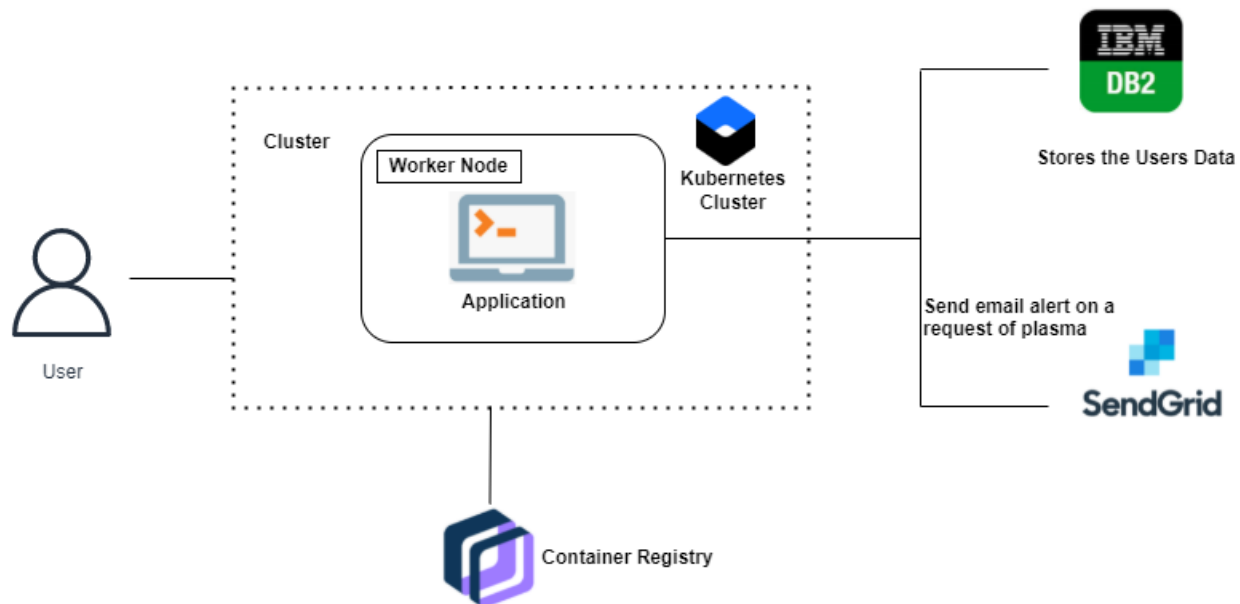 IBM
DB2
Stores the Users Data
Cluster
Worker Node
Kubernetes
Cluster
Application
User
Send email alert on a
request of plasma
SendGrid
Container Registry